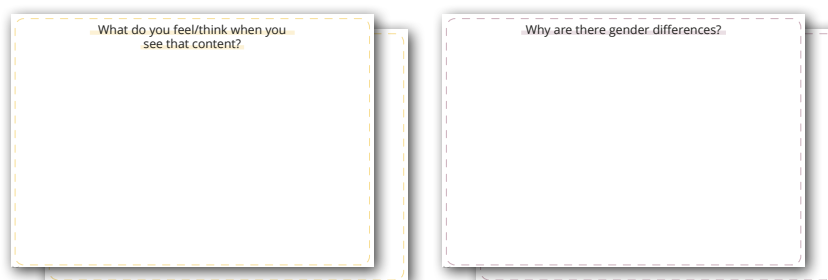 What do you feel/think when you
see that content?
Why are there gender differences?